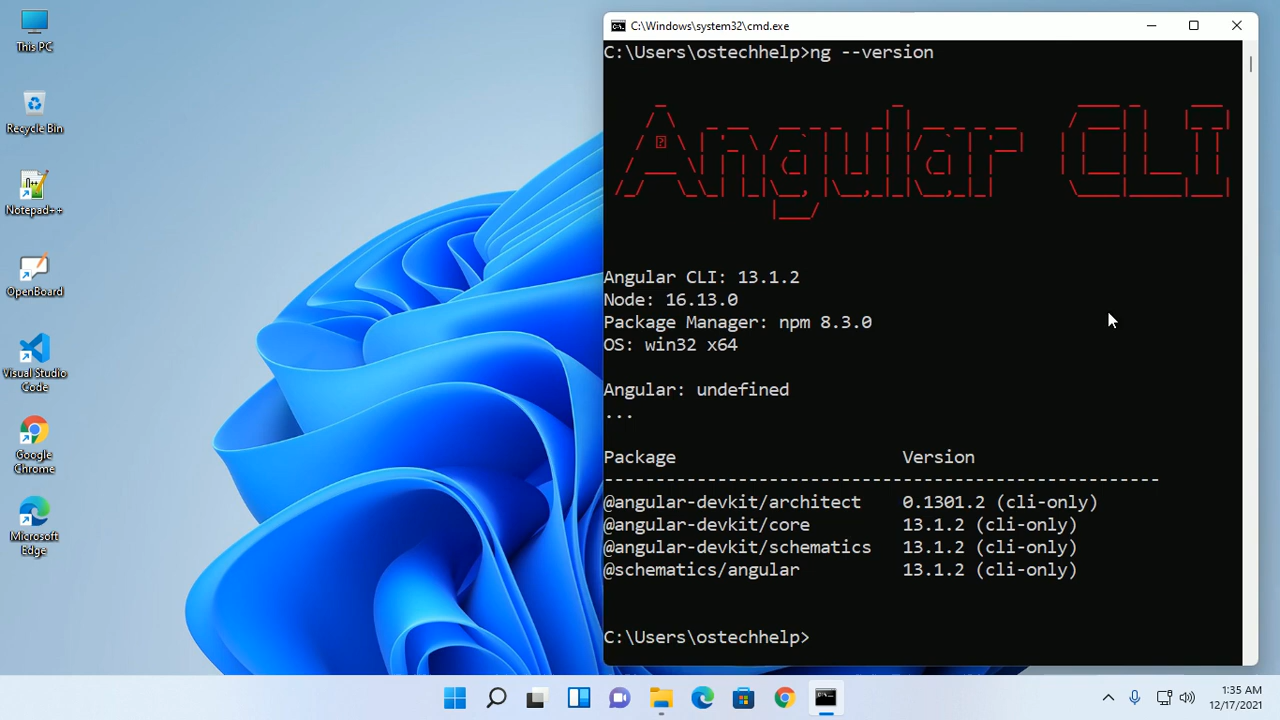 This PC
Recycle Bin
Notepad++
OpenBoard
Visual Studio
Code
Google
Chrome
Microsoft
Edge
C:\Windows\system32\cmd.exe
C:\Users\ostechhelp>ng --version
Angular CLI
Angular CLI: 13.1.2
Node: 16.13.0
Package Manager: npm 8.3.0
OS: win32 x64
Angular: undefined
...
Package Version
------------------------------------------------------
@angular-devkit/architect 0.1301.2 (cli-only)
@angular-devkit/core 13.1.2 (cli-only)
@angular-devkit/schematics 13.1.2 (cli-only)
@schematics/angular 13.1.2 (cli-only)
C:\Users\ostechhelp>
1:35 AM
12/17/2021